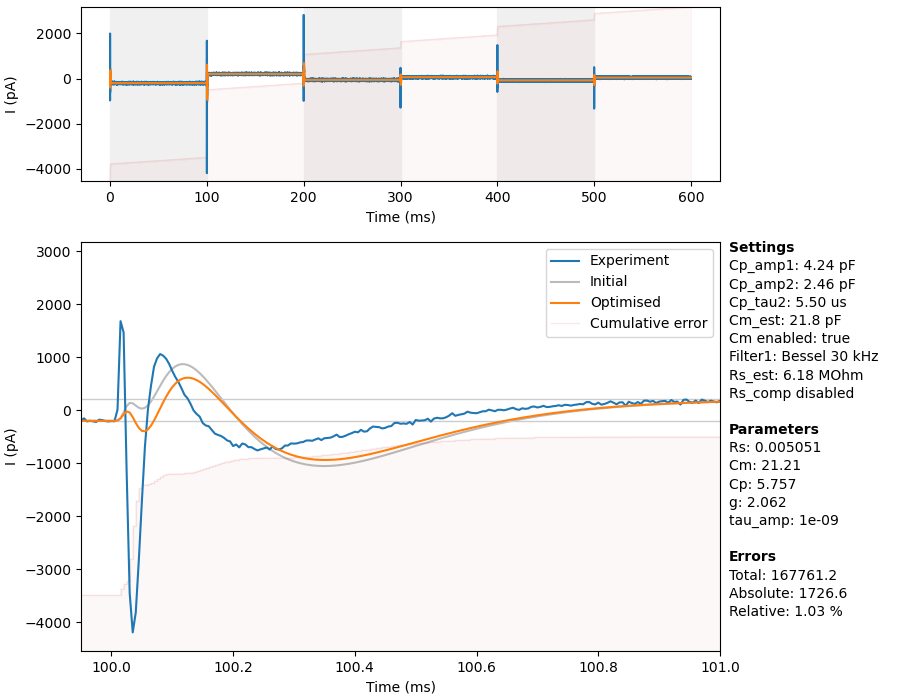 2000
0
−2000
−4000
I (pA)
0 100 200 300 400 500 600
Time (ms)
3000
2000
1000
0
−1000
−2000
−3000
−4000
I (pA)
Experiment
Initial
Optimised
Cumulative error
100.0 100.2 100.4 100.6 100.8 101.0
Time (ms)
Settings
Cp_amp1: 4.24 pF
Cp_amp2: 2.46 pF
Cp_tau2: 5.50 us
Cm_est: 21.8 pF
Cm enabled: true
Filter1: Bessel 30 kHz
Rs_est: 6.18 MOhm
Rs_comp disabled
Parameters
Rs: 0.005051
Cm: 21.21
Cp: 5.757
g: 2.062
tau_amp: 1e-09
Errors
Total: 167761.2
Absolute: 1726.6
Relative: 1.03 %